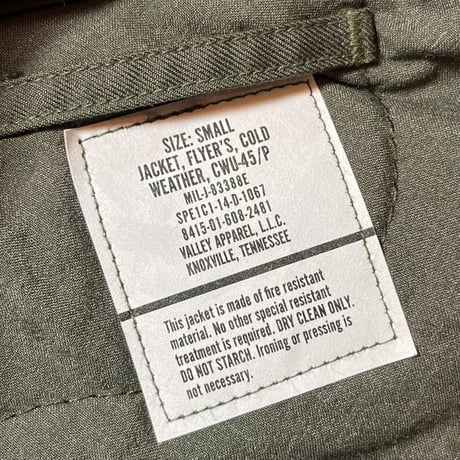 SIZE: SMALL
JACKET, FLYER'S, COLD
WEATHER, CWU-45/P
MIL-J-83388E
SPE1C1-14-D-1067
8415-01-608-2481
VALLEY APPAREL, L.L.C.
KNOXVILLE, TENNESSEE
This jacket is made of fire resistant
material. No other special resistant
treatment is required. DRY CLEAN ONLY.
DO NOT STARCH. Ironing or pressing is
not necessary.